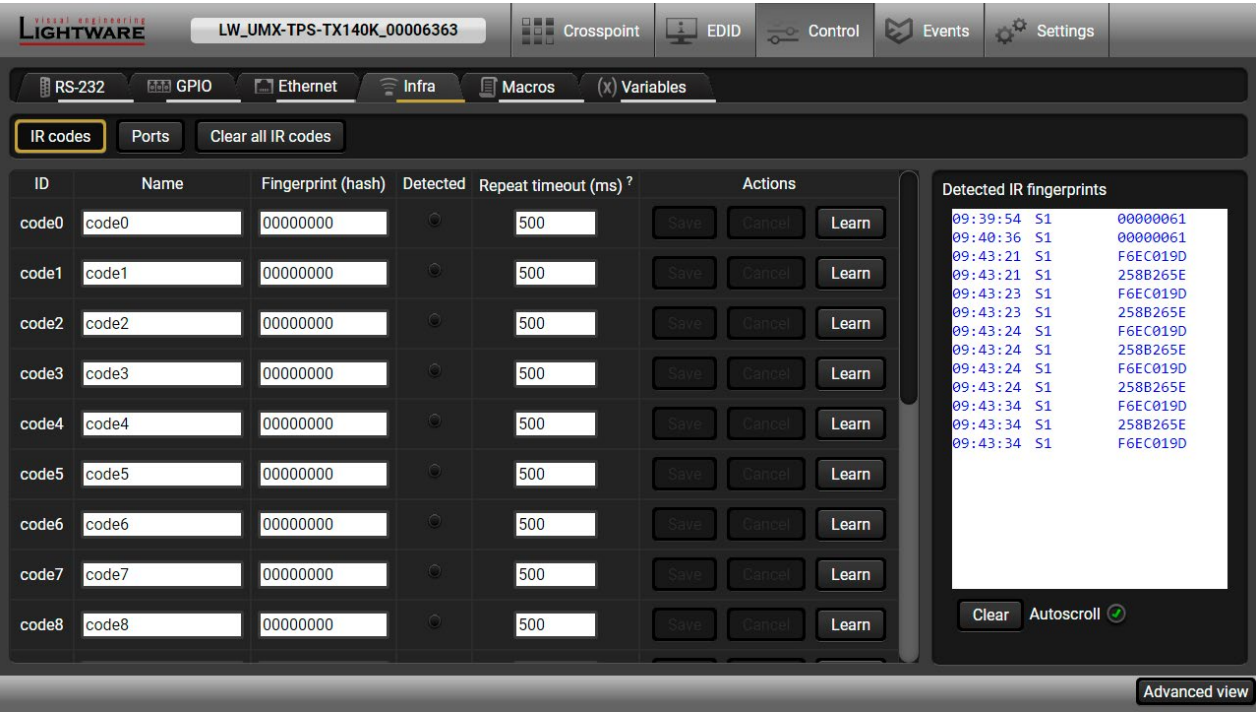 visual engineering
LIGHTWARE
LW_UMX-TPS-TX140K_00006363
Crosspoint
EDID
Control
Events
Settings
RS-232
GPIO
Ethernet
Infra
Macros
(x) Variables
IR codes
Ports
Clear all IR codes
ID Name Fingerprint (hash) Detected Repeat timeout (ms) ? Actions
code0 code0 00000000 500 Save Cancel Learn
code1 code1 00000000 500 Save Cancel Learn
code2 code2 00000000 500 Save Cancel Learn
code3 code3 00000000 500 Save Cancel Learn
code4 code4 00000000 500 Save Cancel Learn
code5 code5 00000000 500 Save Cancel Learn
code6 code6 00000000 500 Save Cancel Learn
code7 code7 00000000 500 Save Cancel Learn
code8 code8 00000000 500 Save Cancel Learn
Detected IR fingerprints
09:39:54 S1 00000061
09:40:36 S1 00000061
09:43:21 S1 F6EC019D
09:43:21 S1 258B265E
09:43:23 S1 F6EC019D
09:43:23 S1 258B265E
09:43:24 S1 F6EC019D
09:43:24 S1 258B265E
09:43:24 S1 F6EC019D
09:43:24 S1 258B265E
09:43:34 S1 F6EC019D
09:43:34 S1 258B265E
09:43:34 S1 F6EC019D
Clear Autoscroll
Advanced view